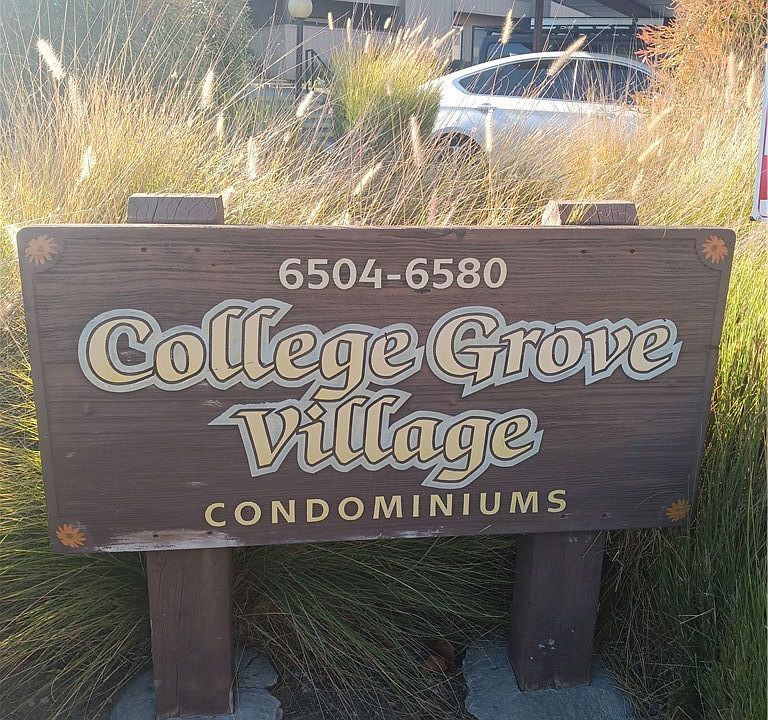 6504-6580
College Grove
Village
CONDOMINIUMS